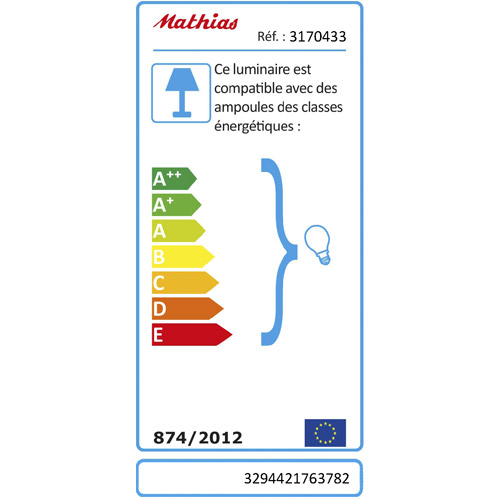 Mathias
Réf. : 3170433
Ce luminaire est
compatible avec des
ampoules des classes
énergétiques :
A++
A+
A
B
C
D
E
874/2012
3294421763782